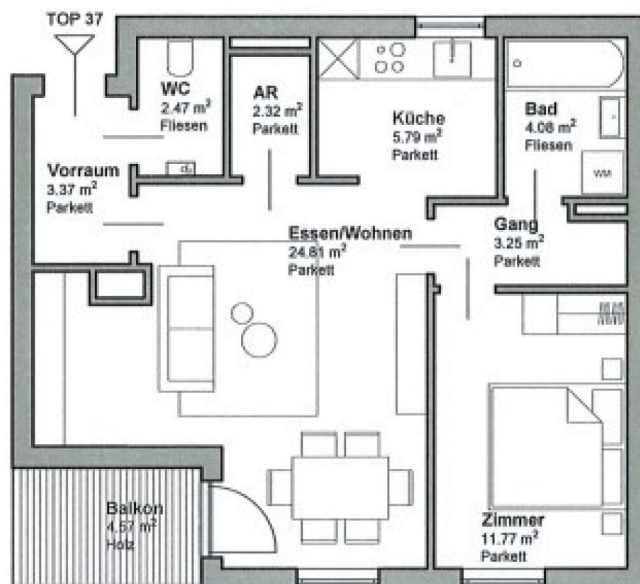 TOP 37
WC
2.47 m²
Fliesen
AR
2.32 m²
Parkett
Küche
5.79 m²
Parkett
Bad
4.08 m²
Fliesen
WM
Vorraum
3.37 m²
Parkett
Essen/Wohnen
24.81 m²
Parkett
Gang
3.25 m²
Parkett
Balkon
4.57 m²
Holz
Zimmer
11.77 m²
Parkett